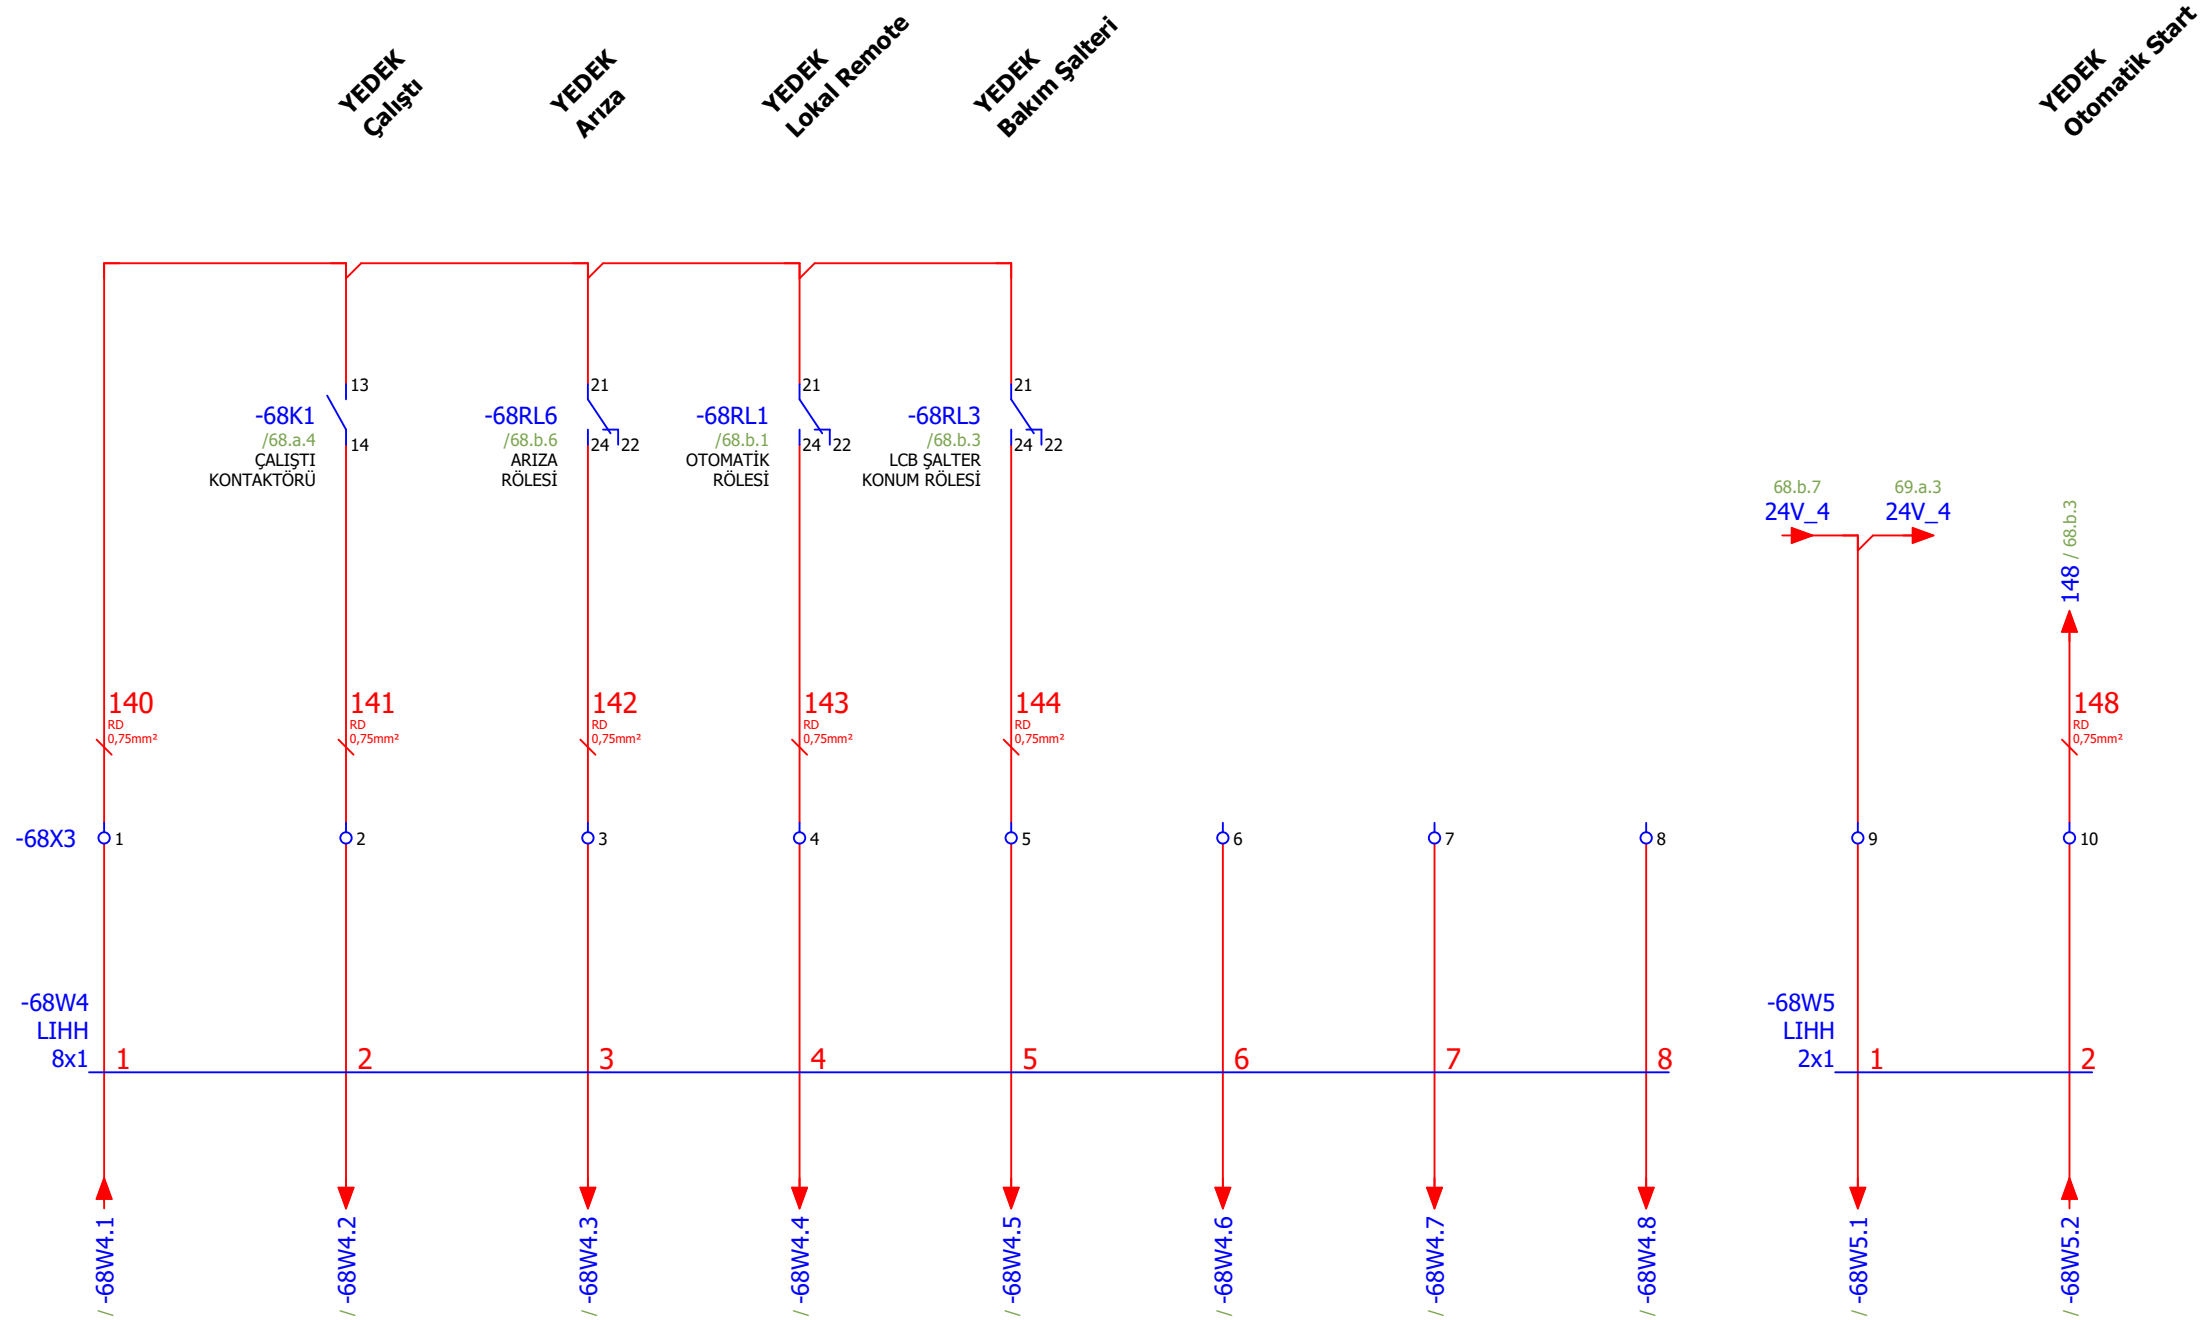 YEDEK
Çalıştı
YEDEK
Arıza
YEDEK
Lokal Remote
YEDEK
Bakım Şalteri
YEDEK
Otomatik Start
-68K1
/68.a.4
ÇALIŞTI
KONTAKTÖRÜ
13
14
-68RL6
/68.b.6
ARIZA
RÖLESİ
21
24 22
-68RL1
/68.b.1
OTOMATİK
RÖLESİ
21
24 22
-68RL3
/68.b.3
LCB ŞALTER
KONUM RÖLESİ
21
24 22
68.b.7
24V_4
69.a.3
24V_4
148 / 68.b.3
140
RD
0,75mm²
141
RD
0,75mm²
142
RD
0,75mm²
143
RD
0,75mm²
144
RD
0,75mm²
148
RD
0,75mm²
-68X3 1 2 3 4 5 6 7 8 9 10
-68W4
LIHH
8x1 1 2 3 4 5 6 7 8
-68W5
LIHH
2x1 1 2
/ -68W4.1
/ -68W4.2
/ -68W4.3
/ -68W4.4
/ -68W4.5
/ -68W4.6
/ -68W4.7
/ -68W4.8
/ -68W5.1
/ -68W5.2